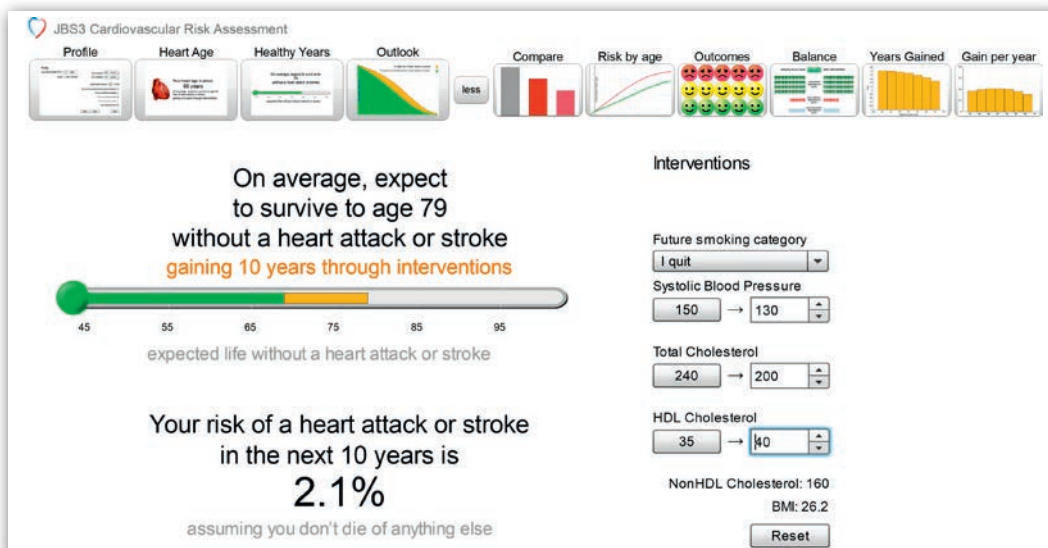 JBS3 Cardiovascular Risk Assessment
Profile
Heart Age
Healthy Years
Outlook
less
Compare
Risk by age
Outcomes
Balance
Years Gained
Gain per year
On average, expect
to survive to age 79
without a heart attack or stroke
gaining 10 years through interventions
45 55 65 75 85 95
expected life without a heart attack or stroke
Your risk of a heart attack or stroke
in the next 10 years is
2.1%
assuming you don't die of anything else
Interventions
Future smoking category
I quit
Systolic Blood Pressure
150 → 130
Total Cholesterol
240 → 200
HDL Cholesterol
35 → 40
NonHDL Cholesterol: 160
BMI: 26.2
Reset